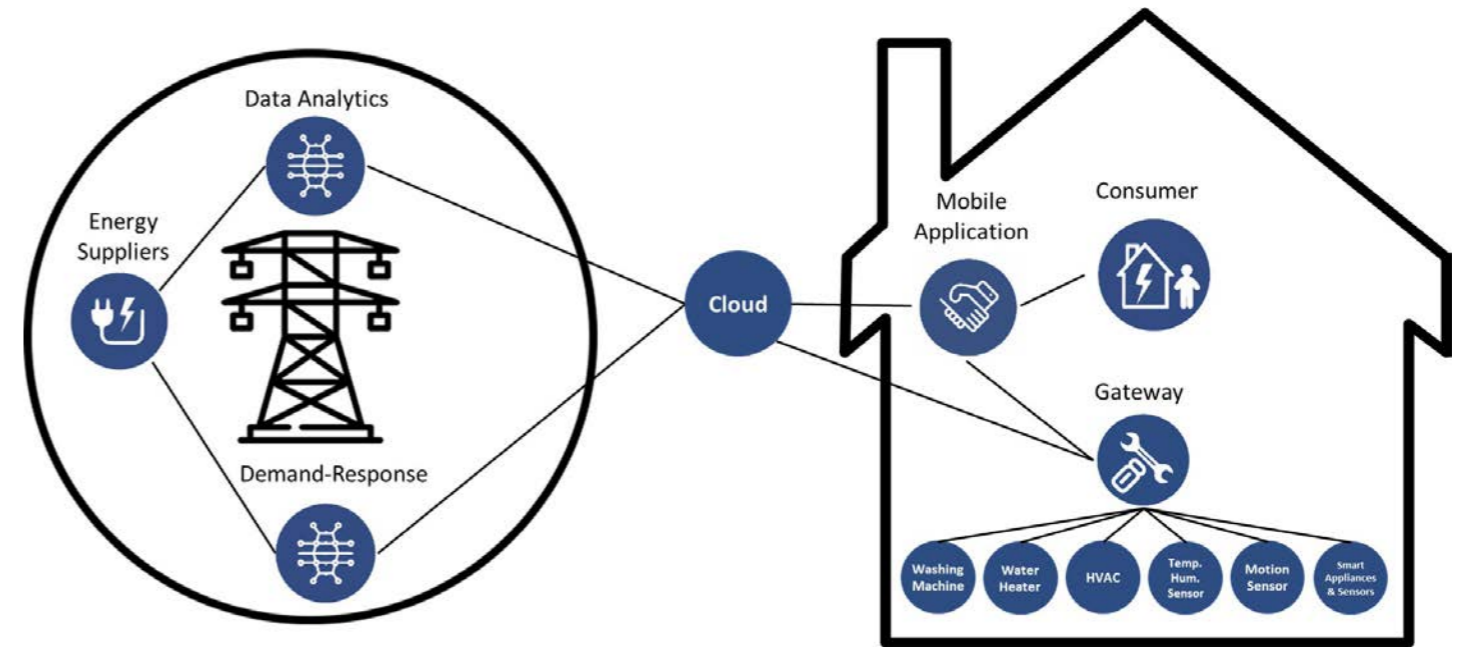 Data Analytics
Energy
Suppliers
Demand-Response
Cloud
Mobile
Application
Consumer
Gateway
Washing
Machine
Water
Heater
HVAC
Temp.
Hum.
Sensor
Motion
Sensor
Smart
Appliances
& Sensors